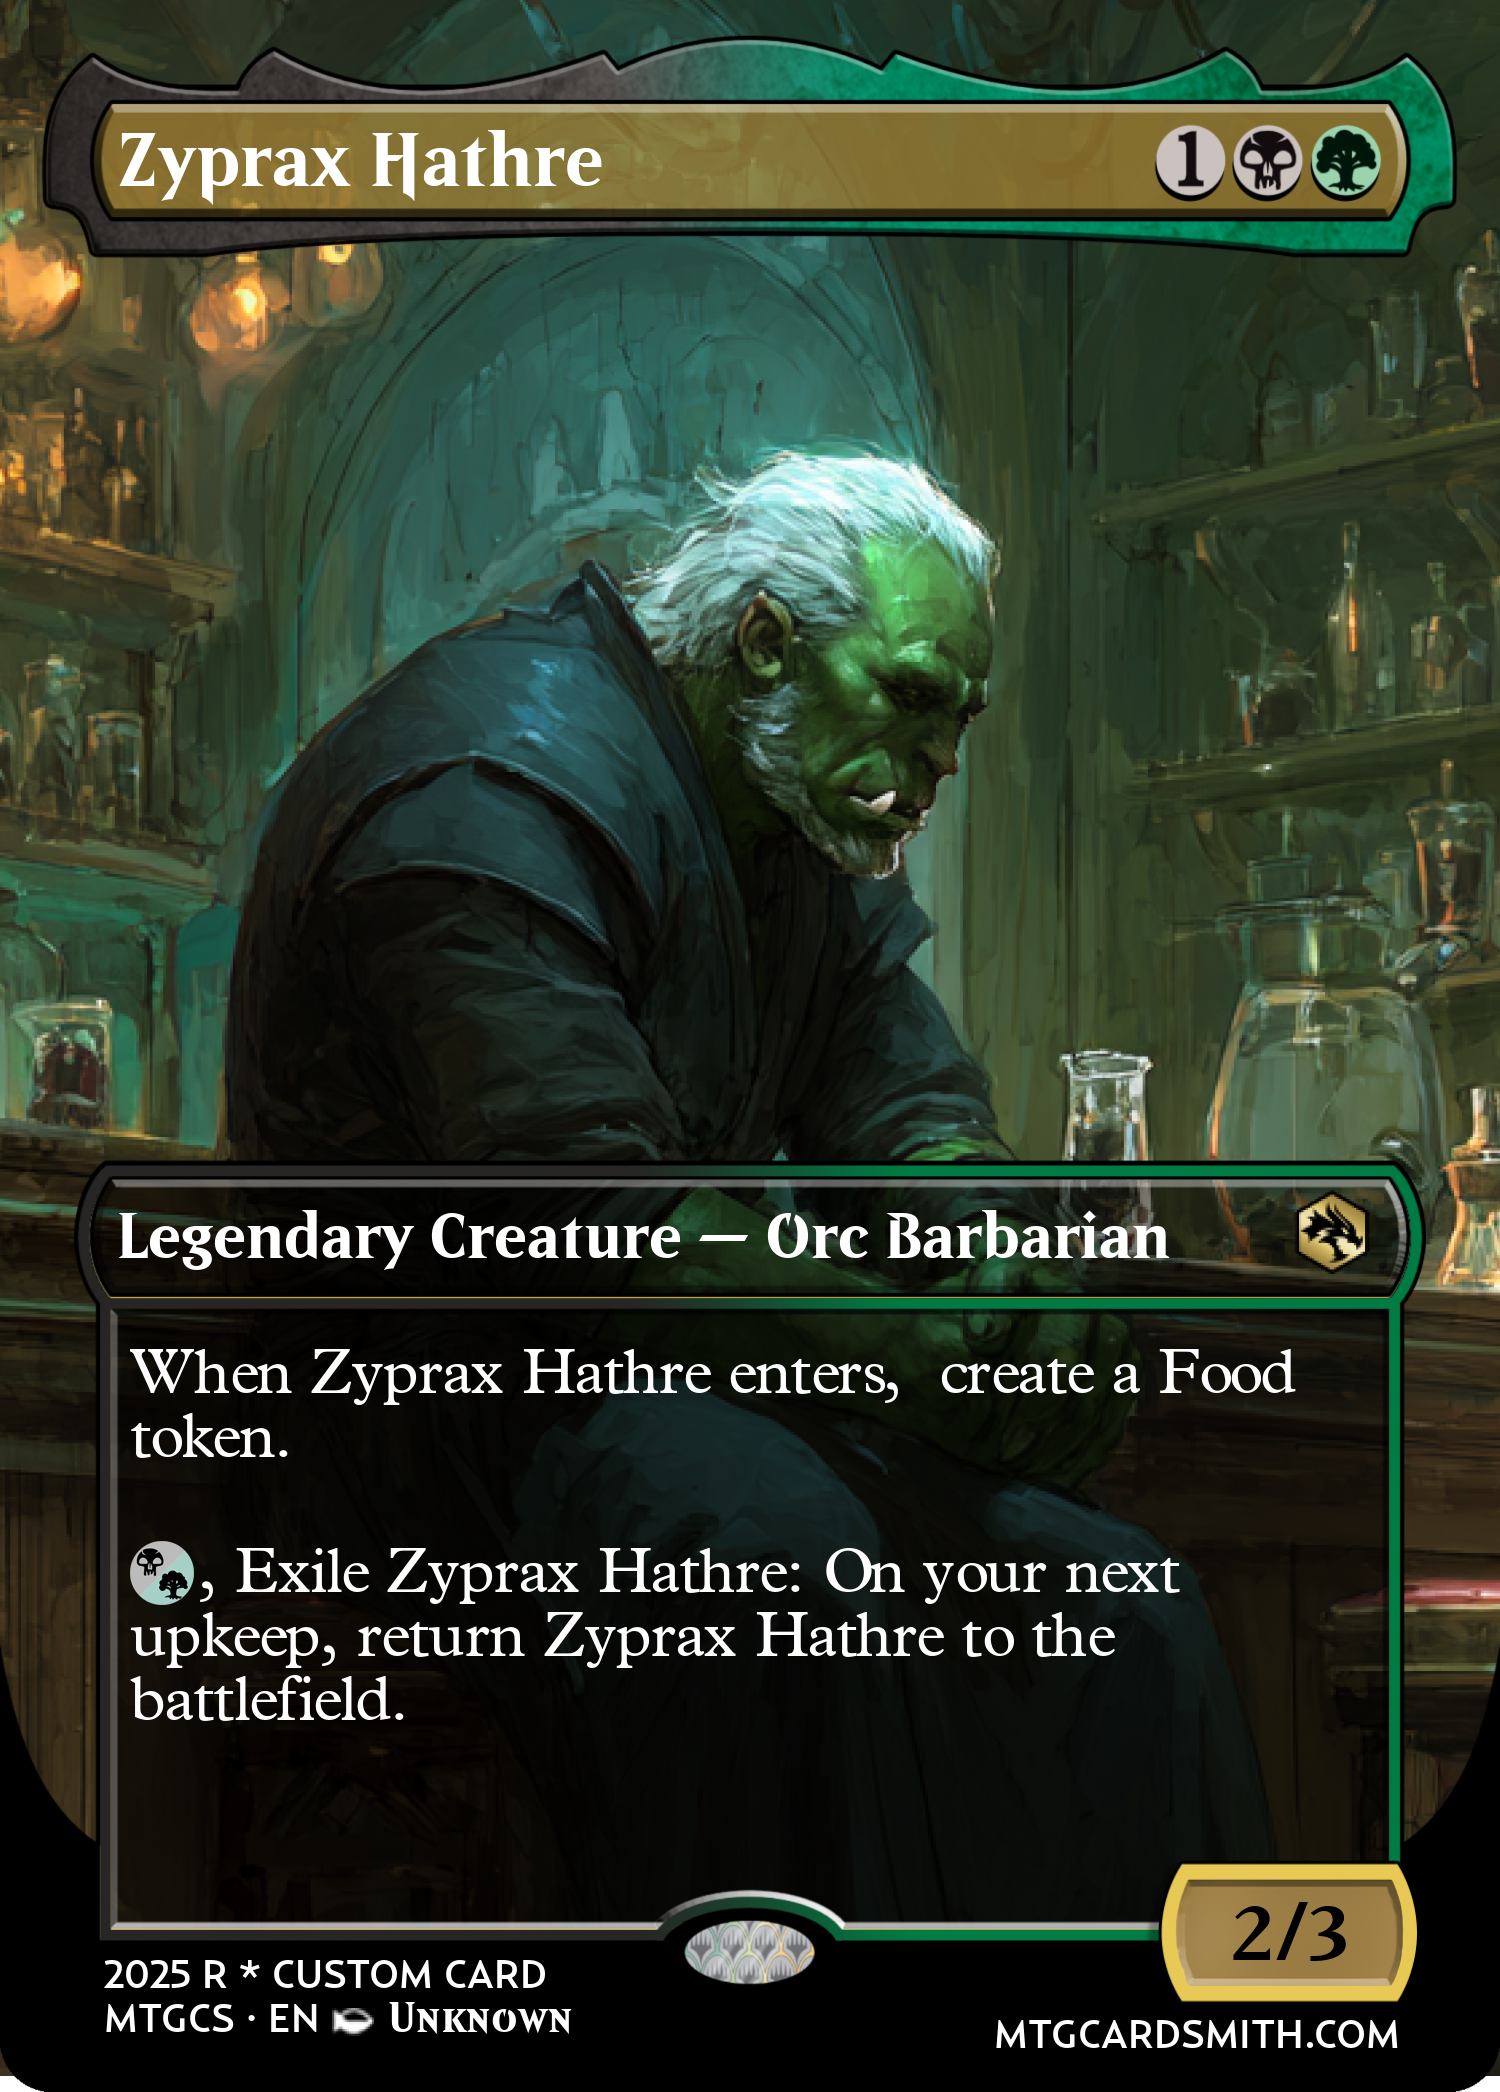 Zyprax Hathre 1
Legendary Creature — Orc Barbarian
When Zyprax Hathre enters,  create a Food
token.
, Exile Zyprax Hathre: On your next
upkeep, return Zyprax Hathre to the
battlefield.
2/3
2025 R * CUSTOM CARD
MTGCS · EN Unknown
MTGCARDSMITH.COM